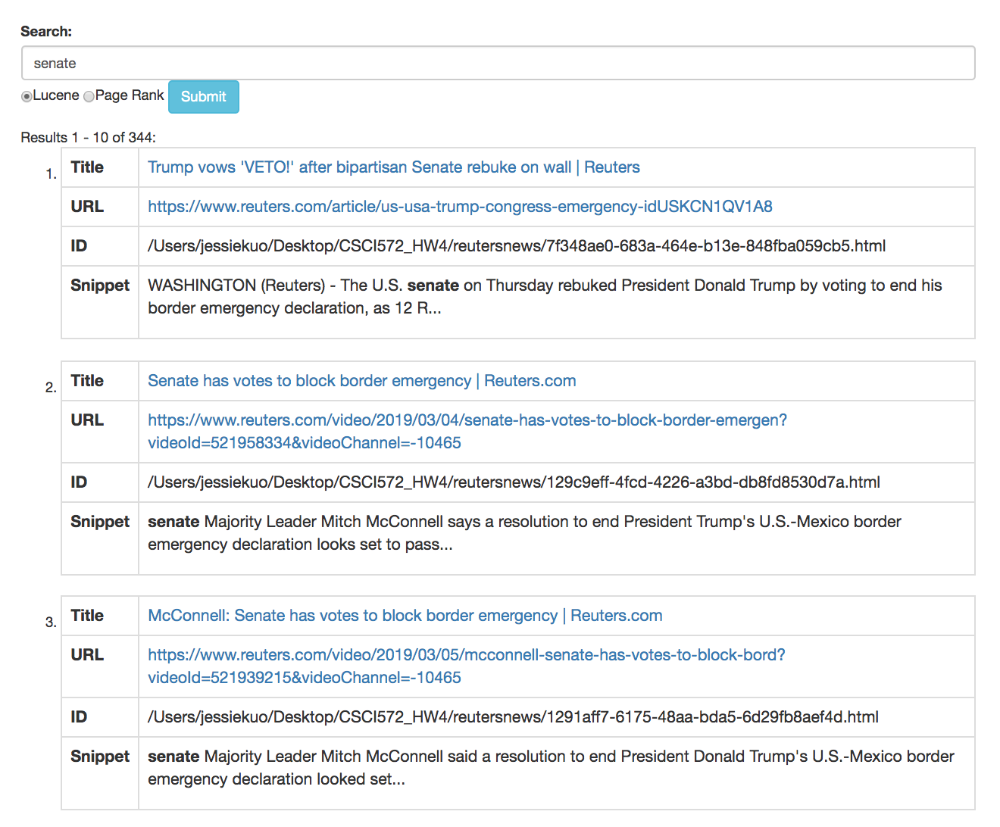 Search:
senate
Lucene Page Rank Submit
Results 1 - 10 of 344:
1. Title Trump vows 'VETO!' after bipartisan Senate rebuke on wall | Reuters
URL https://www.reuters.com/article/us-usa-trump-congress-emergency-idUSKCN1QV1A8
ID /Users/jessiekuo/Desktop/CSCI572_HW4/reutersnews/7f348ae0-683a-464e-b13e-848fba059cb5.html
Snippet WASHINGTON (Reuters) - The U.S. senate on Thursday rebuked President Donald Trump by voting to end his
border emergency declaration, as 12 R...
2. Title Senate has votes to block border emergency | Reuters.com
URL https://www.reuters.com/video/2019/03/04/senate-has-votes-to-block-border-emergen?
videoId=521958334&videoChannel=-10465
ID /Users/jessiekuo/Desktop/CSCI572_HW4/reutersnews/129c9eff-4fcd-4226-a3bd-db8fd8530d7a.html
Snippet senate Majority Leader Mitch McConnell says a resolution to end President Trump's U.S.-Mexico border
emergency declaration looks set to pass...
3. Title McConnell: Senate has votes to block border emergency | Reuters.com
URL https://www.reuters.com/video/2019/03/05/mcconnell-senate-has-votes-to-block-bord?
videoId=521939215&videoChannel=-10465
ID /Users/jessiekuo/Desktop/CSCI572_HW4/reutersnews/1291aff7-6175-48aa-bda5-6d29fb8aef4d.html
Snippet senate Majority Leader Mitch McConnell said a resolution to end President Donald Trump's U.S.-Mexico border
emergency declaration looked set...